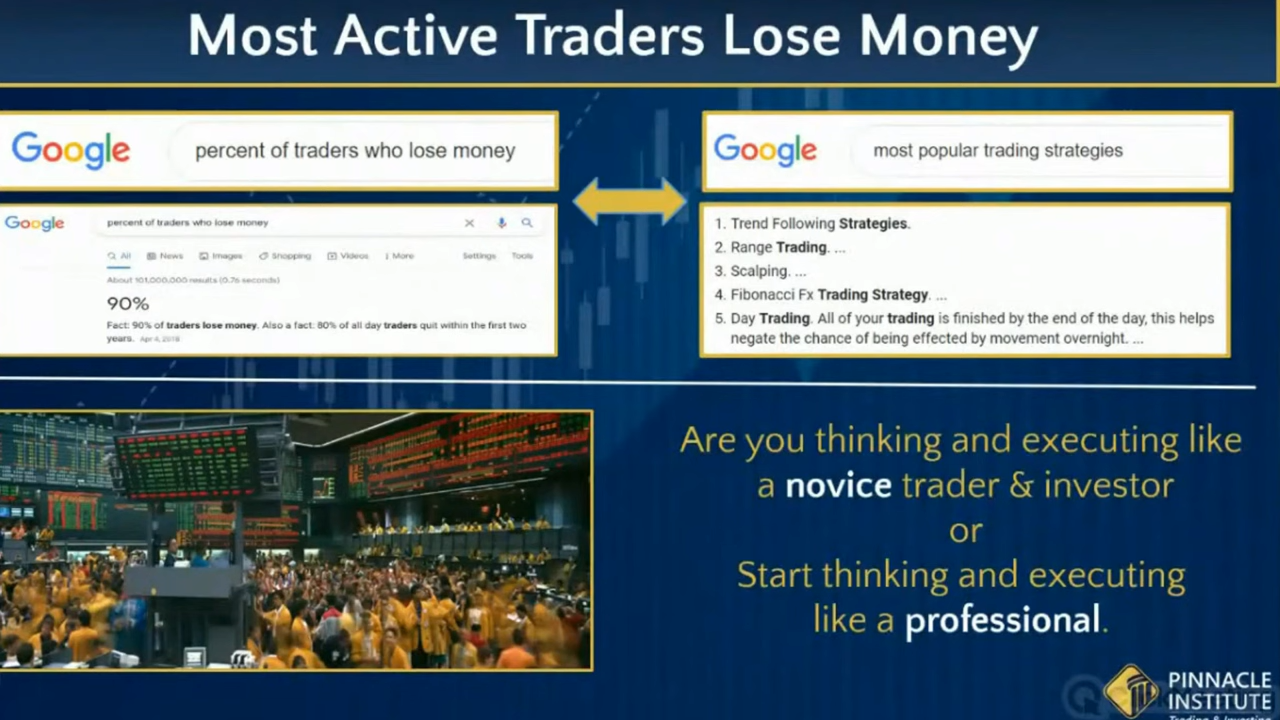 Most Active Traders Lose Money
Google
percent of traders who lose money
Google
percent of traders who lose money
All News Images Shopping Videos More Settings Tools
About 101,000,000 results (0.76 seconds)
90%
Fact: 90% of traders lose money. Also a fact: 80% of all day traders quit within the first two
years. Apr 4, 2018
Google
most popular trading strategies
1. Trend Following Strategies.
2. Range Trading. ...
3. Scalping. ...
4. Fibonacci Fx Trading Strategy. ...
5. Day Trading. All of your trading is finished by the end of the day, this helps
negate the chance of being effected by movement overnight. ...
Are you thinking and executing like
a novice trader & investor
or
Start thinking and executing
like a professional.
PINNACLE
INSTITUTE
Trading & Investing